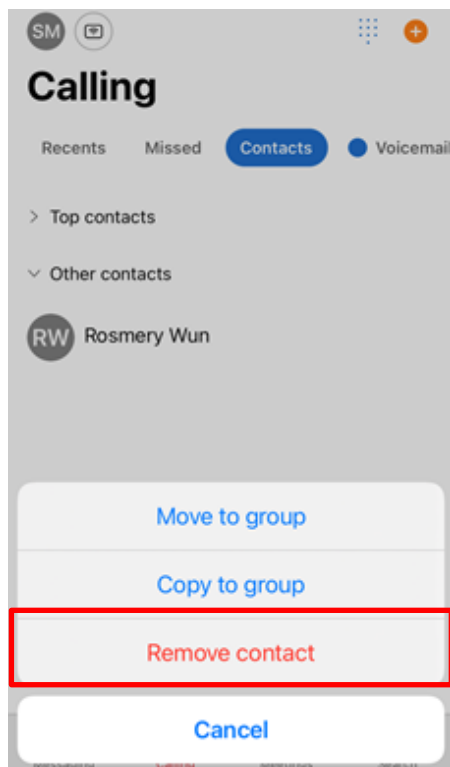 SM
Calling
Recents Missed Contacts Voicemail
Top contacts
Other contacts
RW Rosmery Wun
Move to group
Copy to group
Remove contact
Cancel